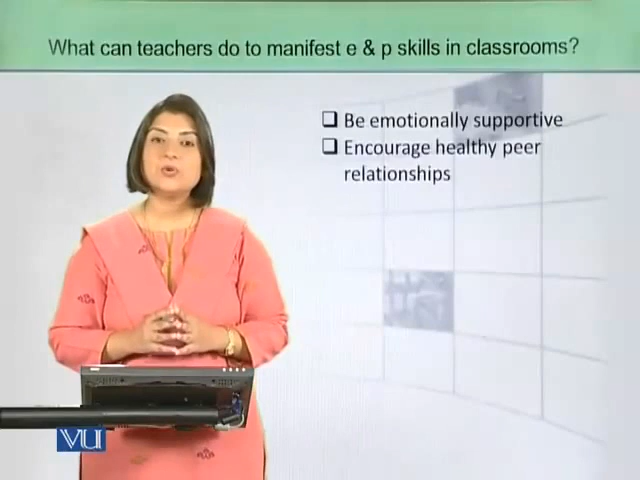 What can teachers do to manifest e & p skills in classrooms?
❑ Be emotionally supportive
❑ Encourage healthy peer
relationships
VU